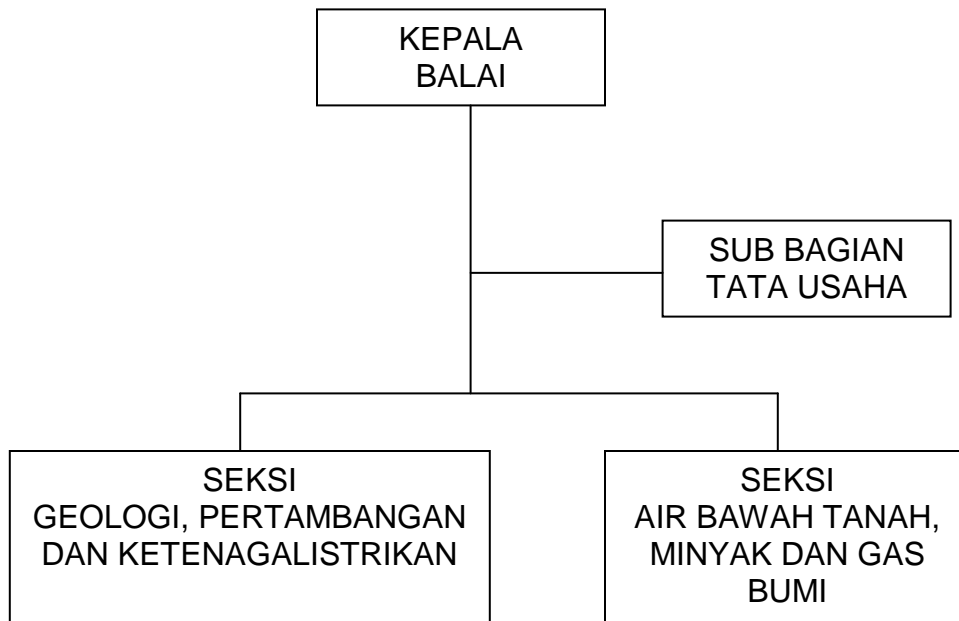 KEPALA
BALAI
SUB BAGIAN
TATA USAHA
SEKSI
GEOLOGI, PERTAMBANGAN
DAN KETENAGALISTRIKAN
SEKSI
AIR BAWAH TANAH,
MINYAK DAN GAS
BUMI